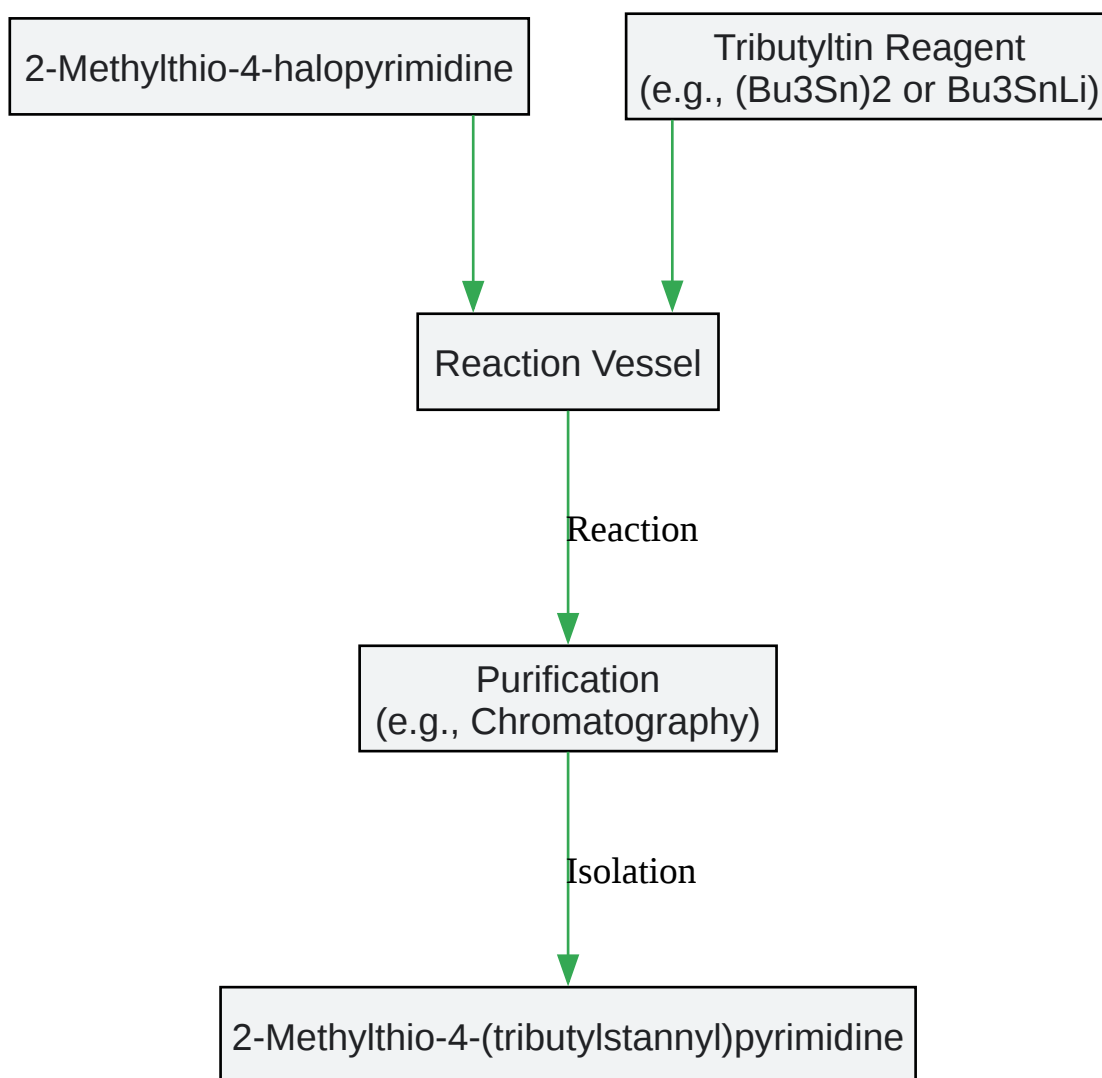 2-Methylthio-4-halopyrimidine
Tributyltin Reagent
(e.g., (Bu3Sn)2 or Bu3SnLi)
Reaction Vessel
Reaction
Purification
(e.g., Chromatography)
Isolation
2-Methylthio-4-(tributylstannyl)pyrimidine